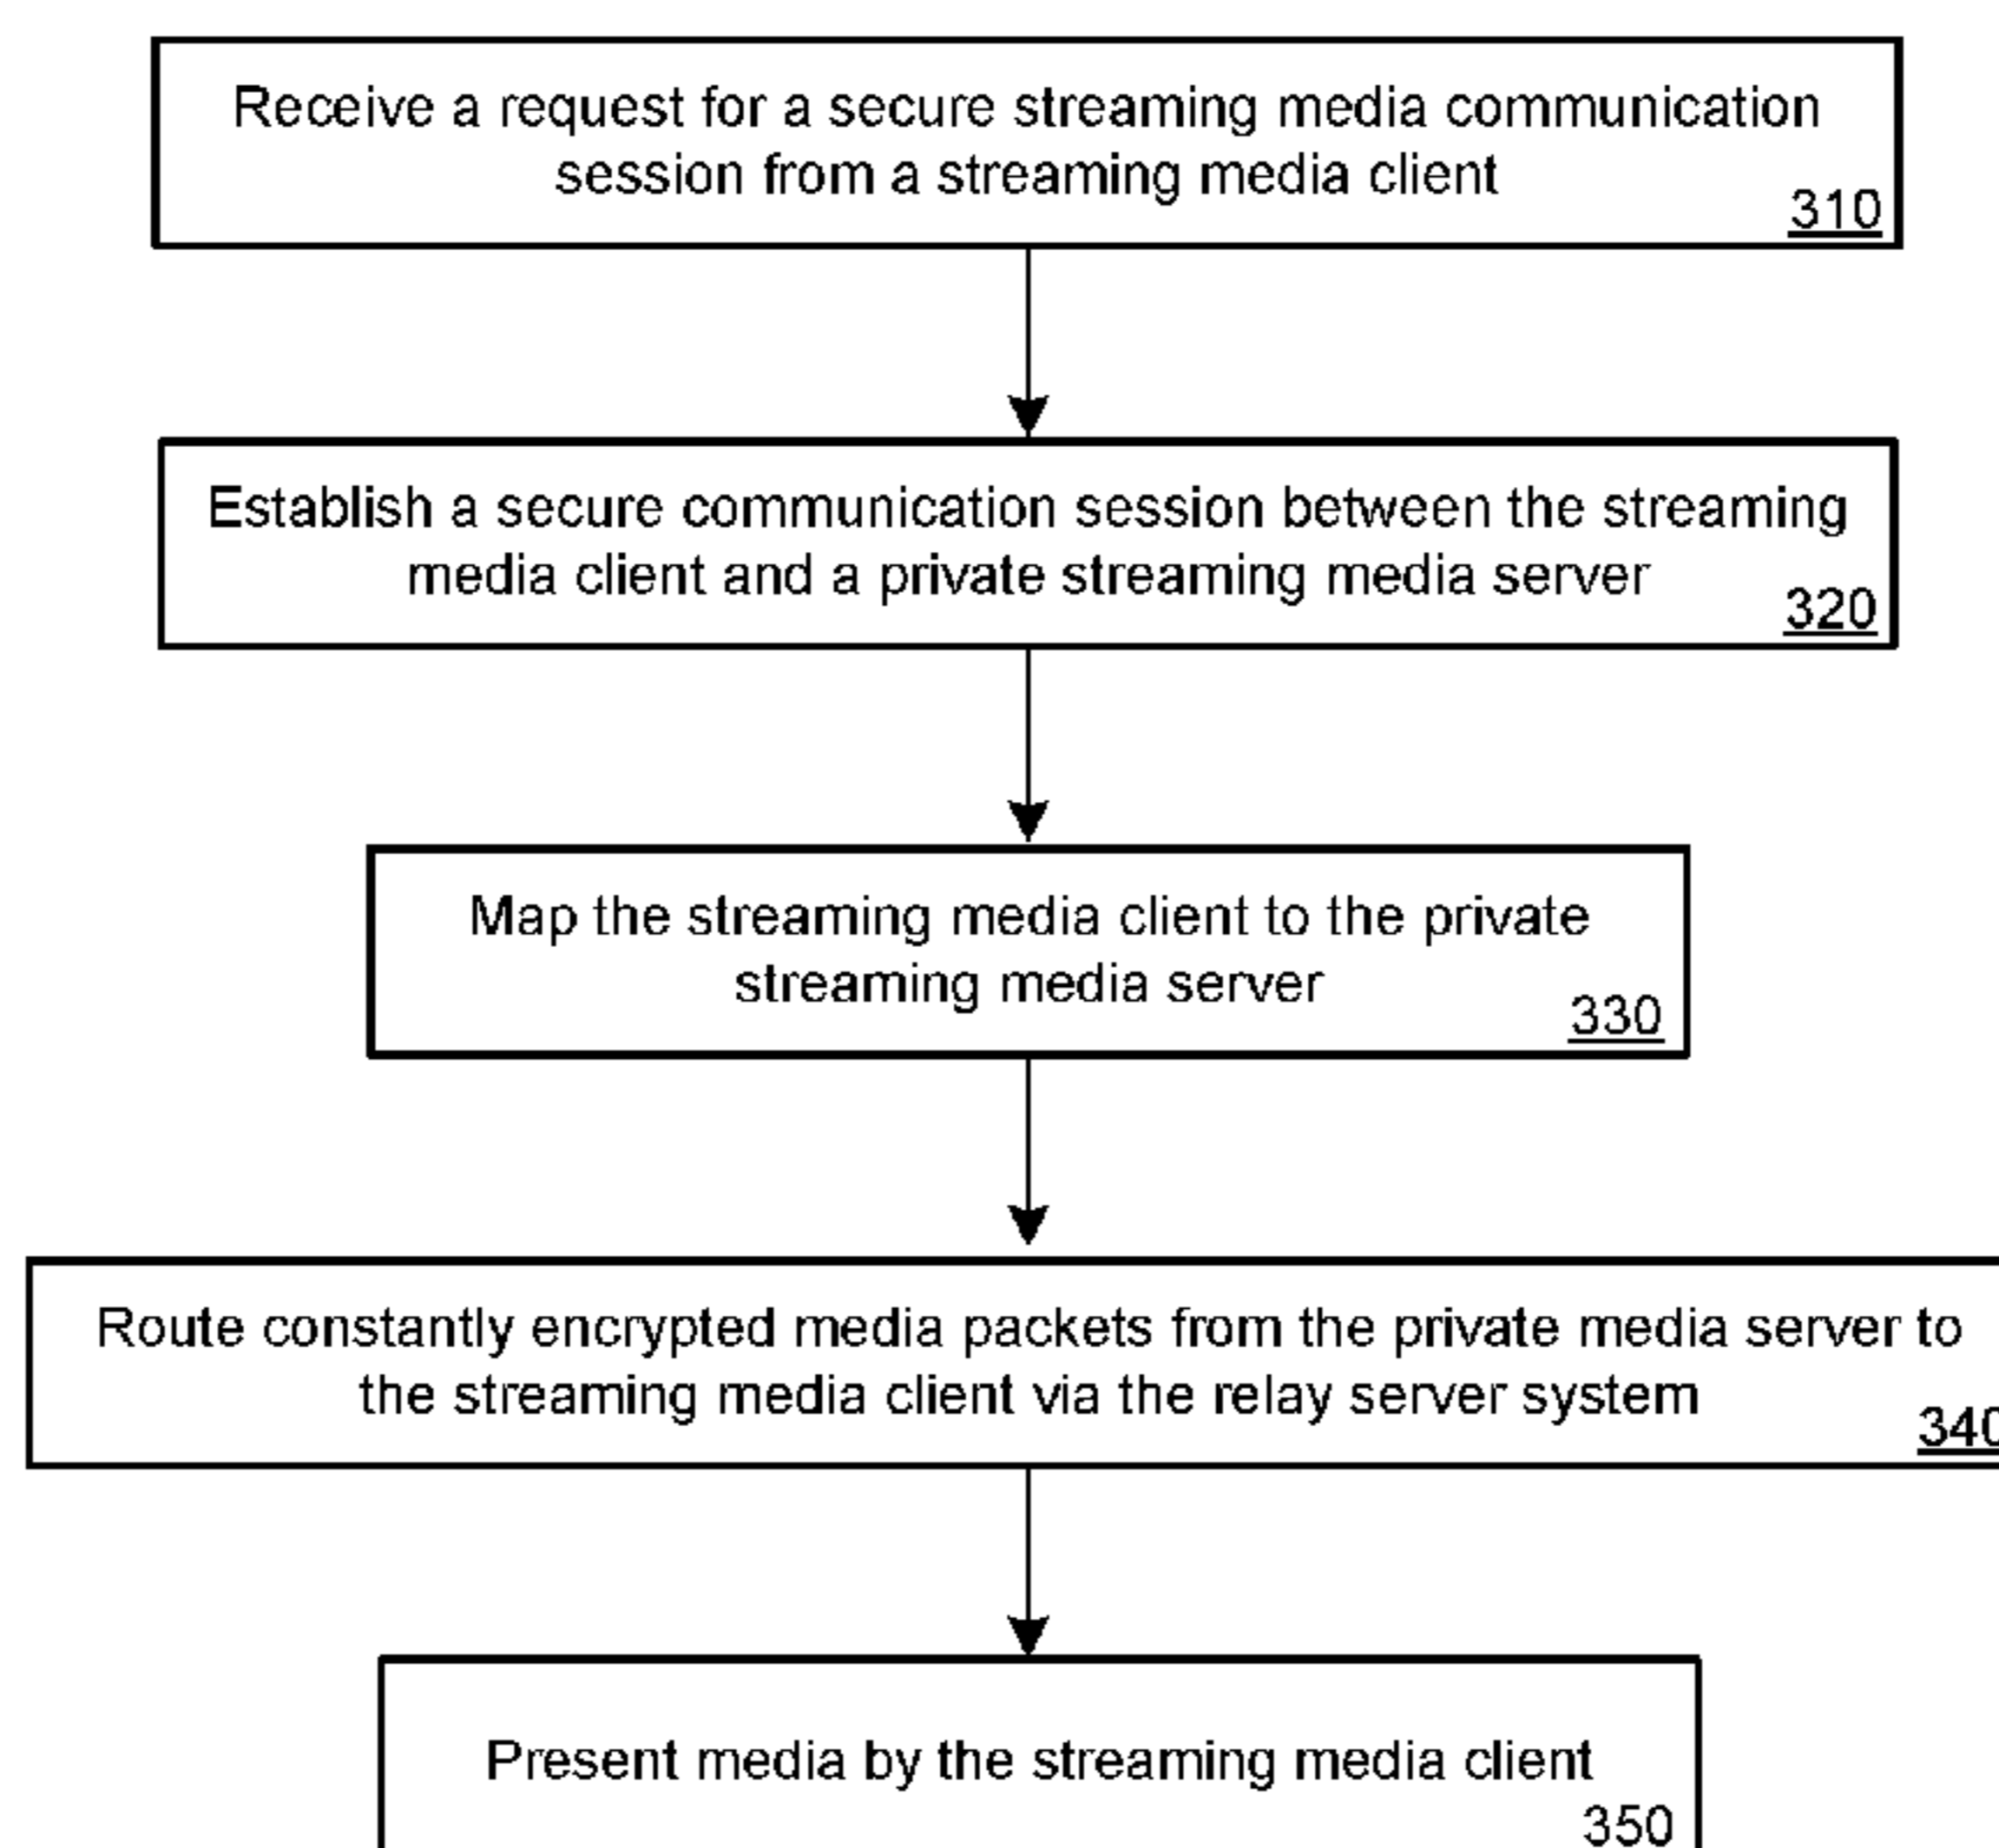 Receive a request for a secure streaming media communication
session from a streaming media client
310
Establish a secure communication session between the streaming
media client and a private streaming media server
320
Map the streaming media client to the private
streaming media server
330
Route constantly encrypted media packets from the private media server to
the streaming media client via the relay server system
340
Present media by the streaming media client
350